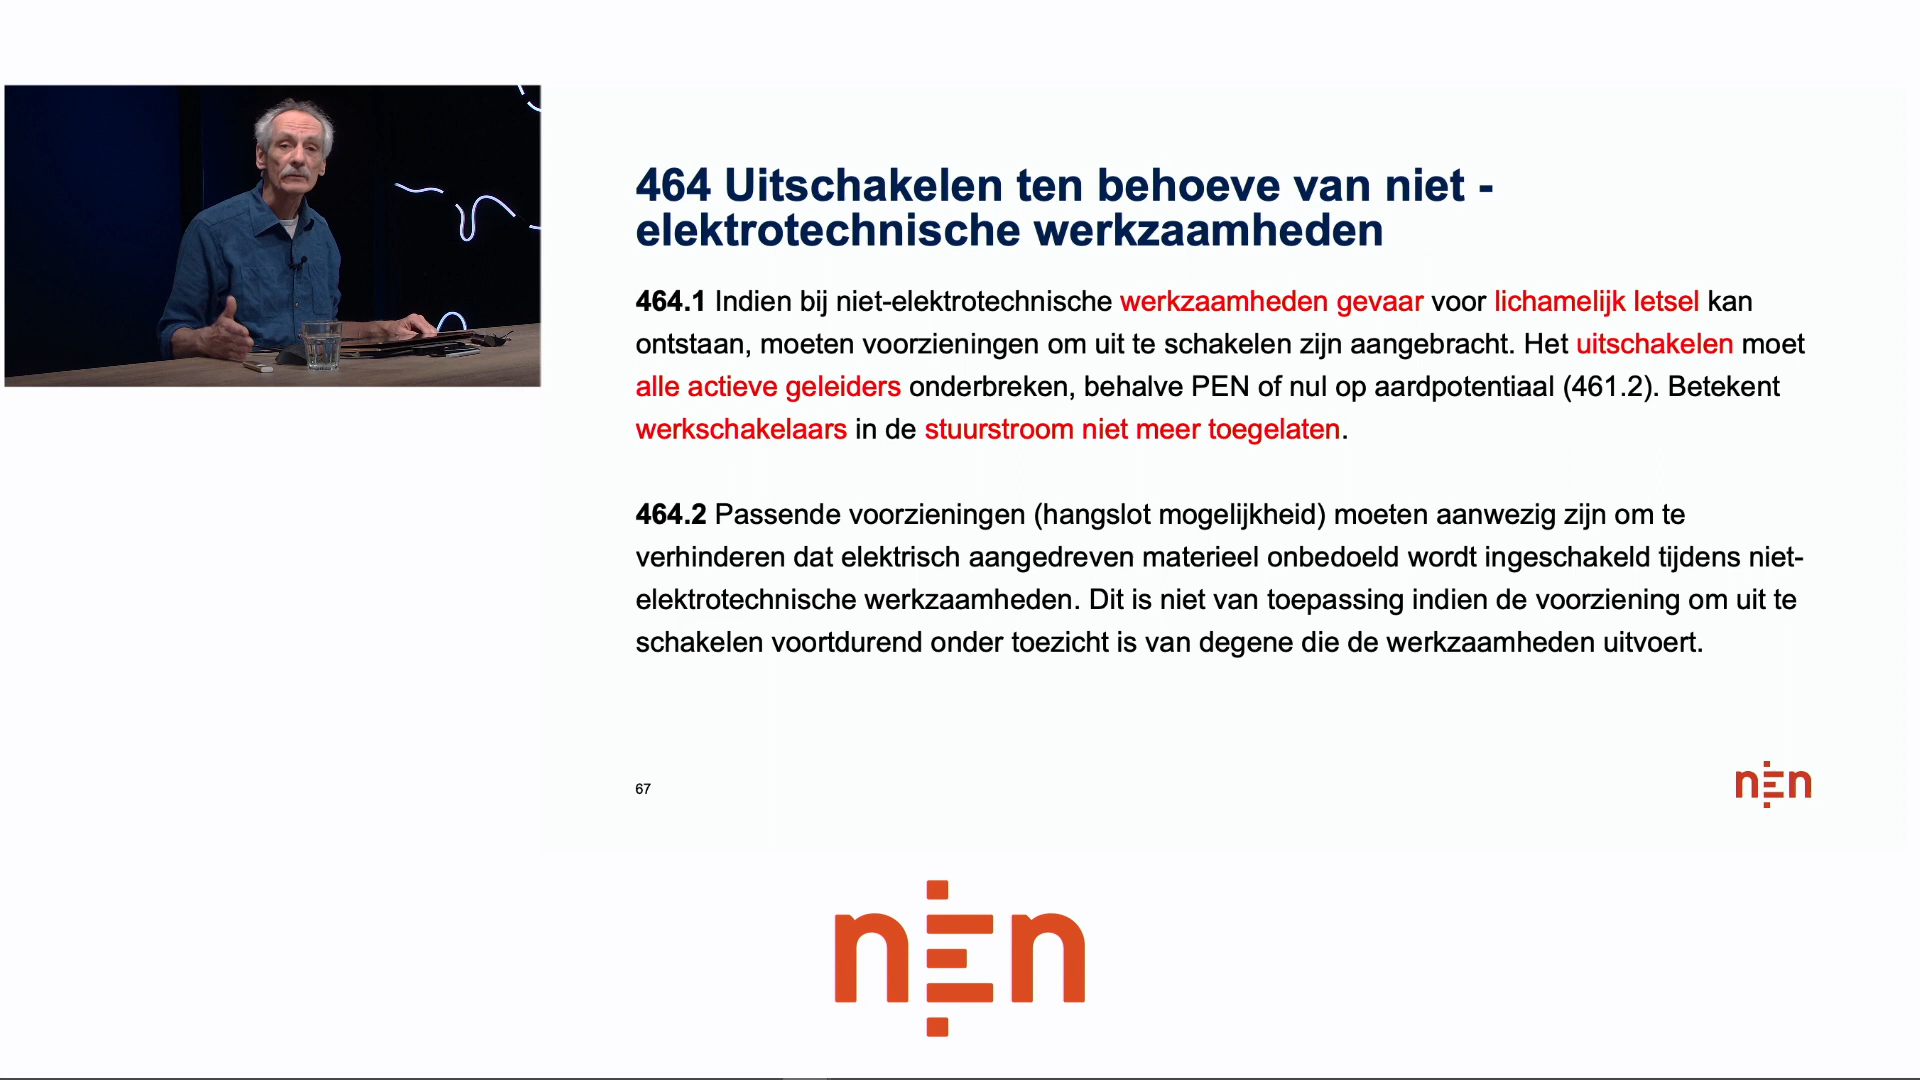 464 Uitschakelen ten behoeve van niet -
elektrotechnische werkzaamheden
464.1 Indien bij niet-elektrotechnische werkzaamheden gevaar voor lichamelijk letsel kan
ontstaan, moeten voorzieningen om uit te schakelen zijn aangebracht. Het uitschakelen moet
alle actieve geleiders onderbreken, behalve PEN of nul op aardpotentiaal (461.2). Betekent
werkschakelaars in de stuurstroom niet meer toegelaten.
464.2 Passende voorzieningen (hangslot mogelijkheid) moeten aanwezig zijn om te
verhinderen dat elektrisch aangedreven materieel onbedoeld wordt ingeschakeld tijdens niet-
elektrotechnische werkzaamheden. Dit is niet van toepassing indien de voorziening om uit te
schakelen voortdurend onder toezicht is van degene die de werkzaamheden uitvoert.
67
nEn
nEn